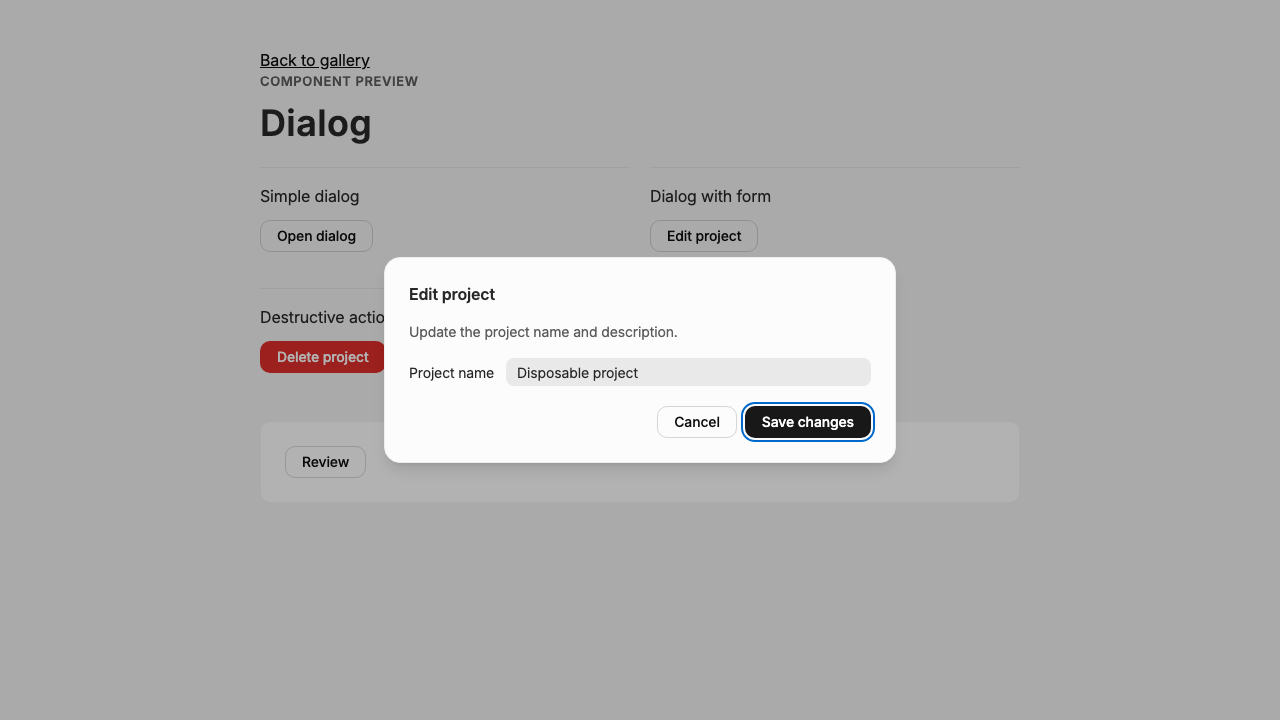 Back to gallery
COMPONENT PREVIEW
Dialog
Simple dialog
Dialog with form
Open dialog
Edit project
Destructive actio
Delete project
Edit project
Update the project name and description.
Project name Disposable project
Cancel Save changes
Review